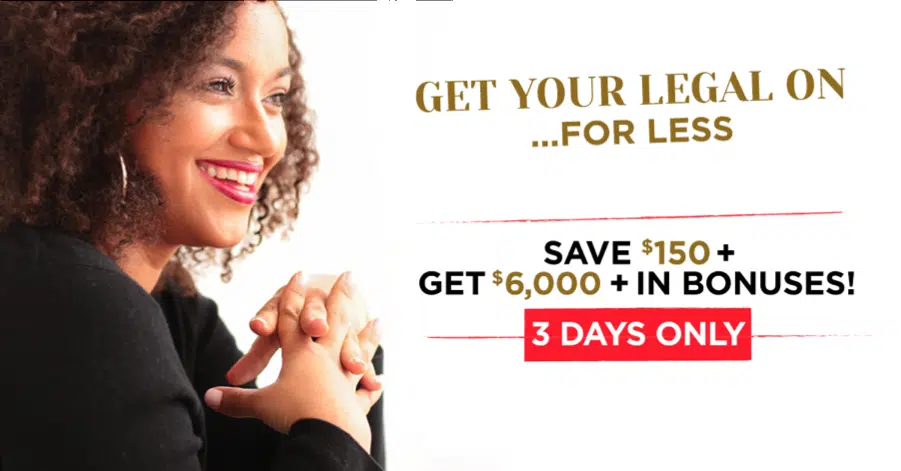 GET YOUR LEGAL ON
...FOR LESS
SAVE $150 +
GET $6,000 + IN BONUSES!
3 DAYS ONLY